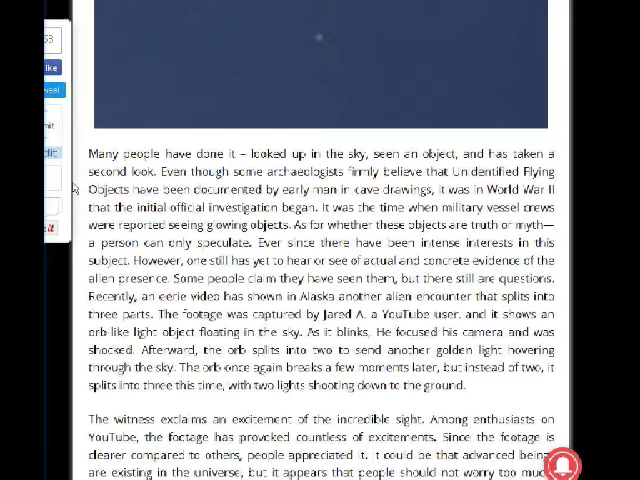 53
ike
weet
mit
dit
it
Many people have done it – looked up in the sky, seen an object, and has taken a
second look. Even though some archaeologists firmly believe that Unidentified Flying
Objects have been documented by early man in cave drawings, it was in World War II
that the initial official investigation began. It was the time when military vessel crews
were reported seeing glowing objects. As for whether these objects are truth or myth—
a person can only speculate. Ever since there have been intense interests in this
subject. However, one still has yet to hear or see of actual and concrete evidence of the
alien presence. Some people claim they have seen them, but there still are questions.
Recently, an eerie video has shown in Alaska another alien encounter that splits into
three parts. The footage was captured by Jared A. a YouTube user, and it shows an
orb-like light object floating in the sky. As it blinks, He focused his camera and was
shocked. Afterward, the orb splits into two to send another golden light hovering
through the sky. The orb once again breaks a few moments later, but instead of two, it
splits into three this time, with two lights shooting down to the ground.
The witness exclaims an excitement of the incredible sight. Among enthusiasts on
YouTube, the footage has provoked countless of excitements. Since the footage is
clearer compared to others, people appreciated it. It could be that advanced
are existing in the universe, but it appears that people should not worry too